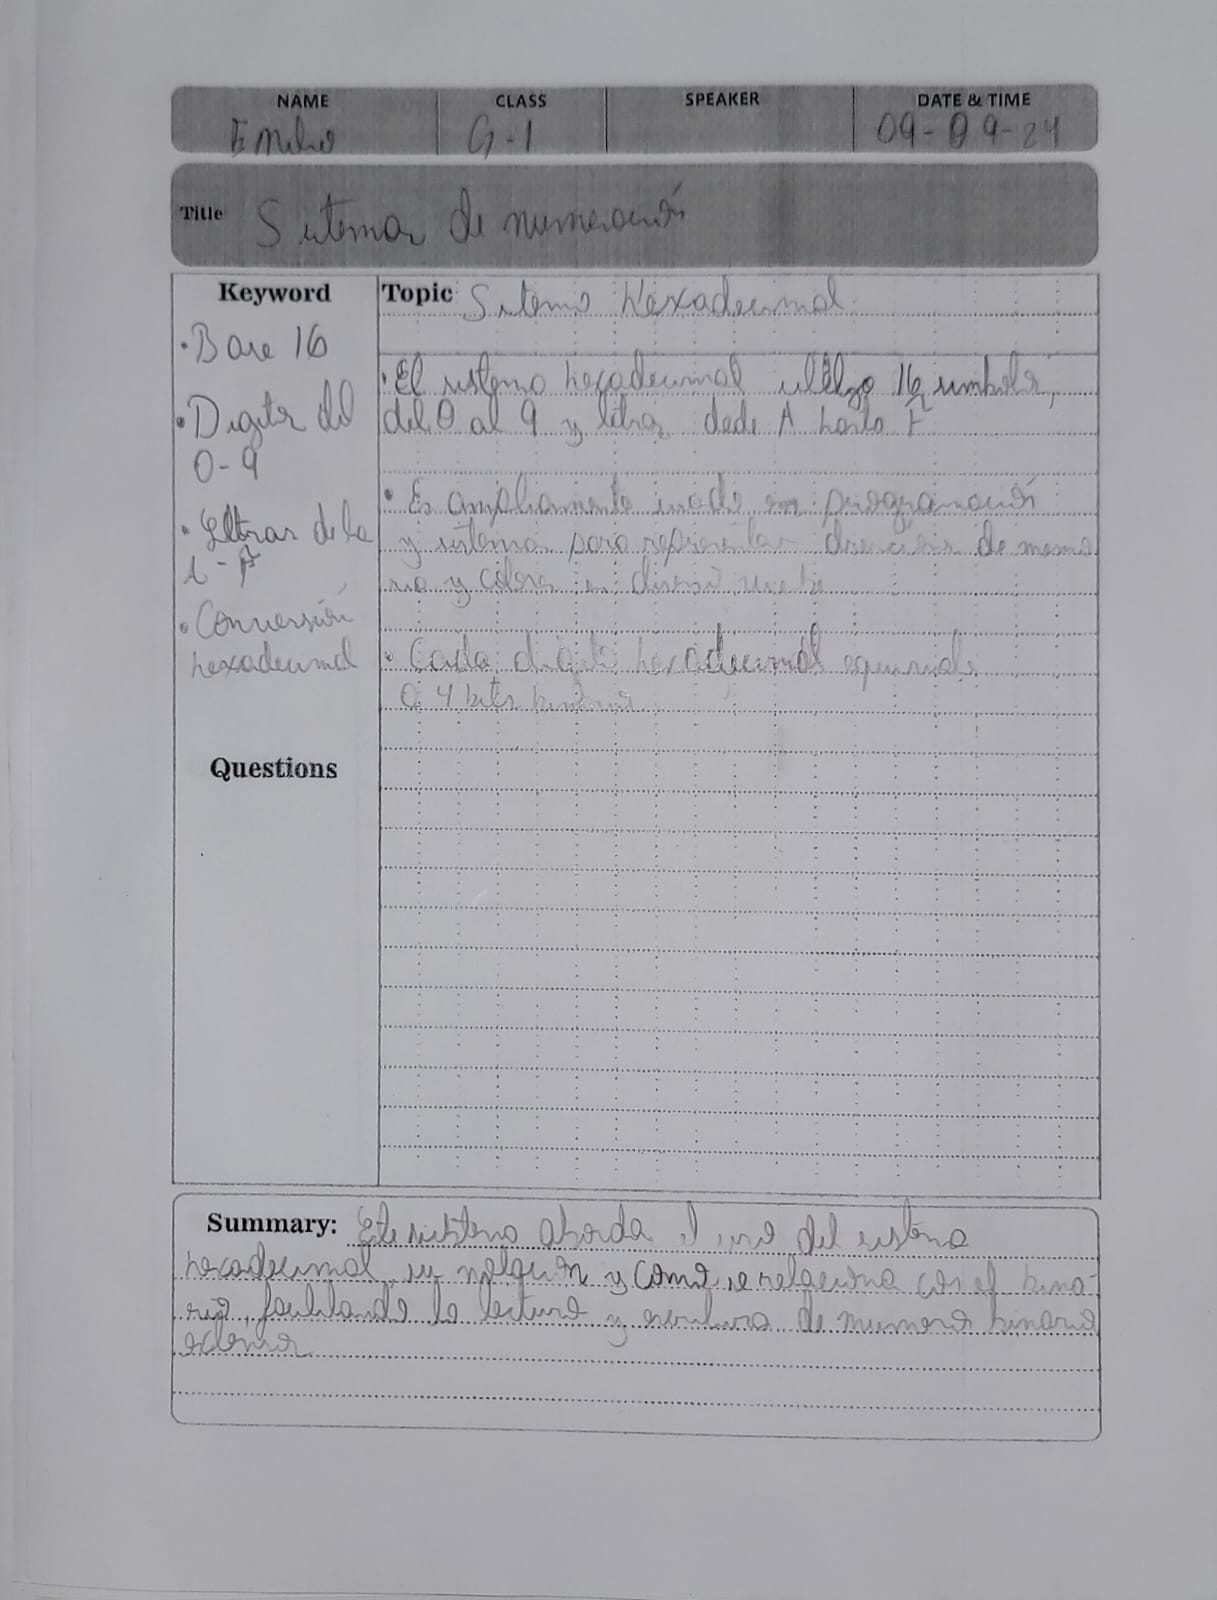 NAME CLASS SPEAKER DATE & TIME
Emilio G-1 09-09-24
Title Sistemas de numeración
Keyword
• Base 16
• Digitos del
0-9
• Letras de la
A - F
• Conversión
hexadecimal
Questions
Topic Sistema Hexadecimal
• El sistema hexadecimal utiliza 16 simbolos,
del 0 al 9 y letras desde A hasta F
• Es ampliamente usado en programación
y sistemas para representar direcciones de memo
ria y colores en diseño web
• Cada digito hexadecimal equivale
a 4 bits binarios
Summary: Este sistema aborda el uso del sistema
hexadecimal, su y como se relaciona con el bina-
rio, facilitando la lectura y escritura de numeros binarios